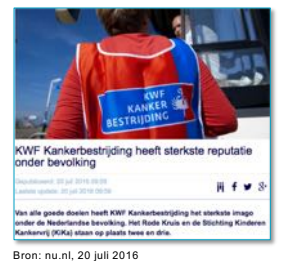 KWF
KANKER
BESTRIJDING
KWF Kankerbestrijding heeft sterkste reputatie
onder bevolking
Gepubliceerd: 20 juli 2016 09:09
Laatste update: 20 juli 2016 09:09
Van alle goede doelen heeft KWF Kankerbestrijding het sterkste imago
onder de Nederlandse bevolking. Het Rode Kruis en de Stichting Kinderen
Kankervrij (KiKa) staan op plaats twee en drie.
Bron: nu.nl, 20 juli 2016